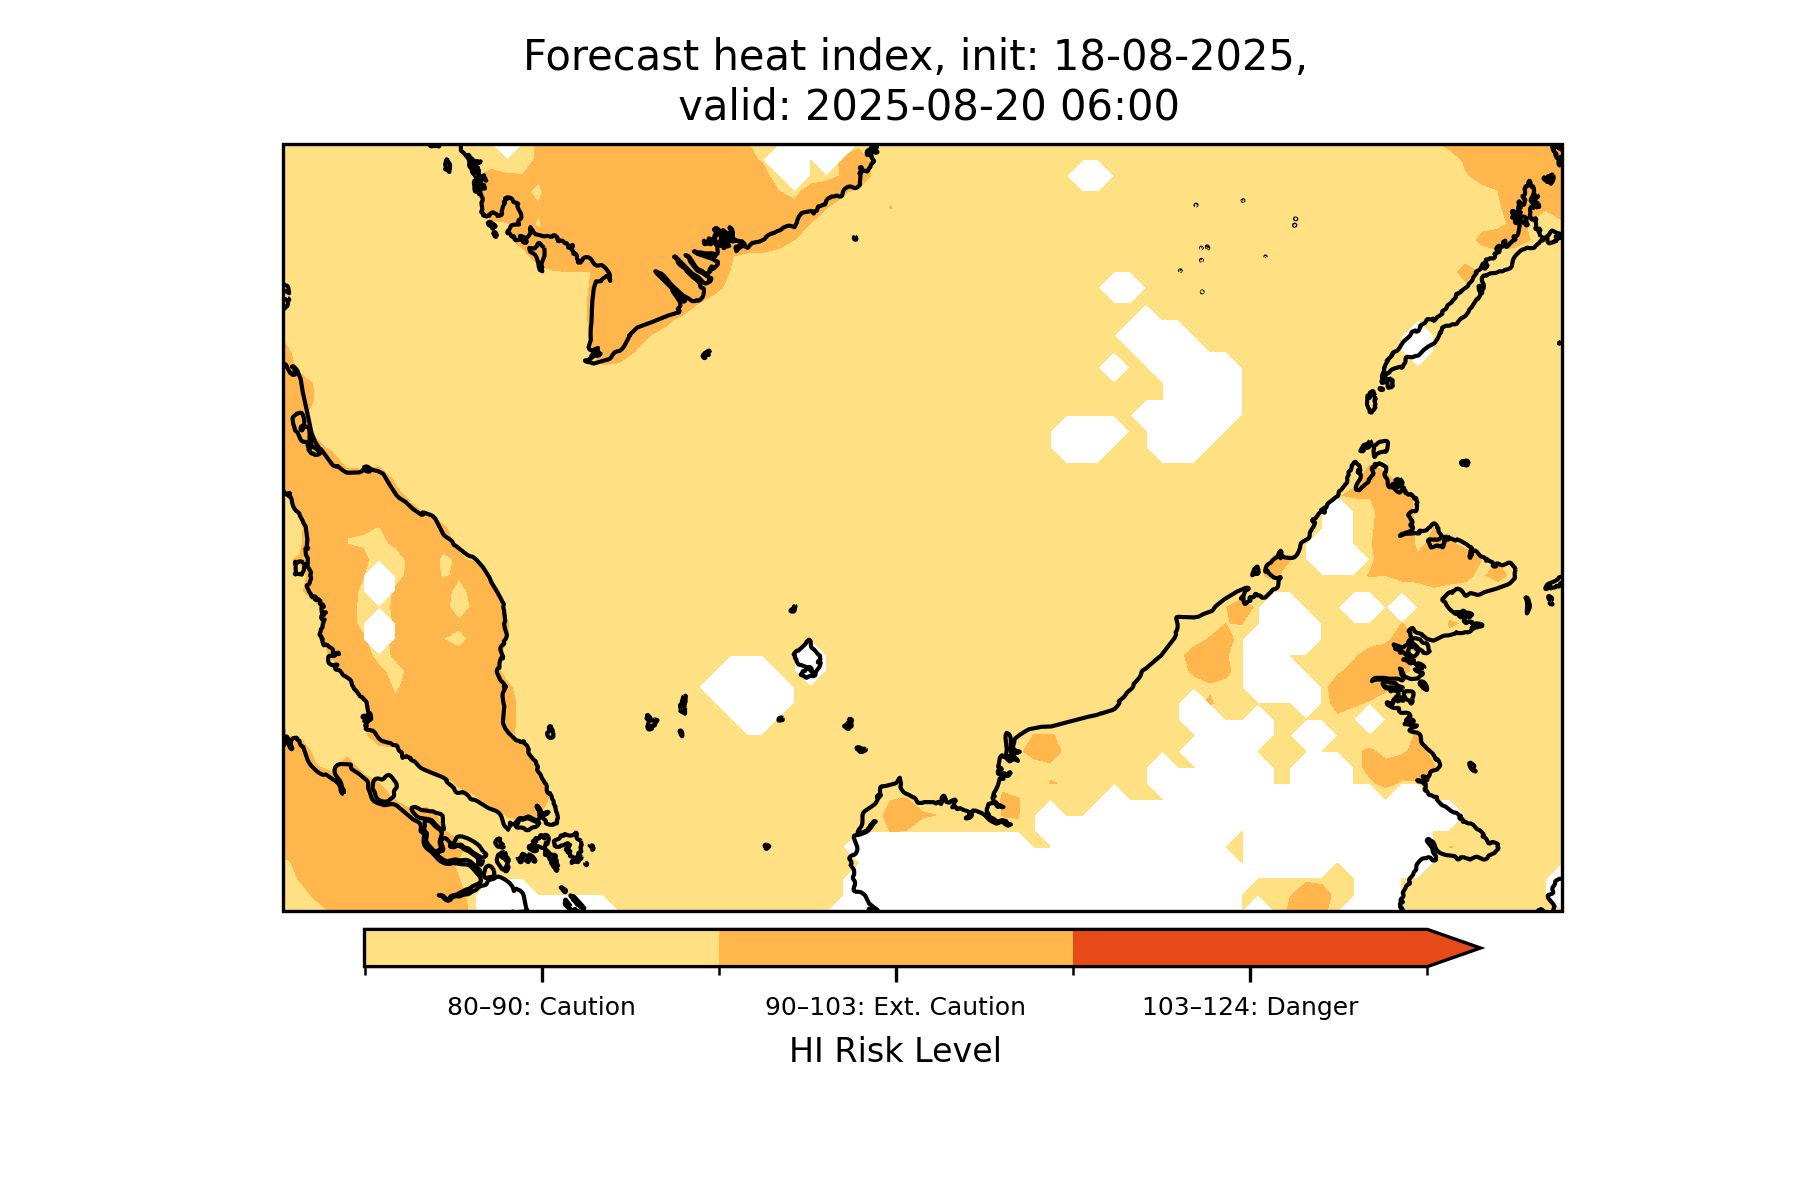 Forecast heat index, init: 18-08-2025,
valid: 2025-08-20 06:00
80–90: Caution
90–103: Ext. Caution
103–124: Danger
HI Risk Level